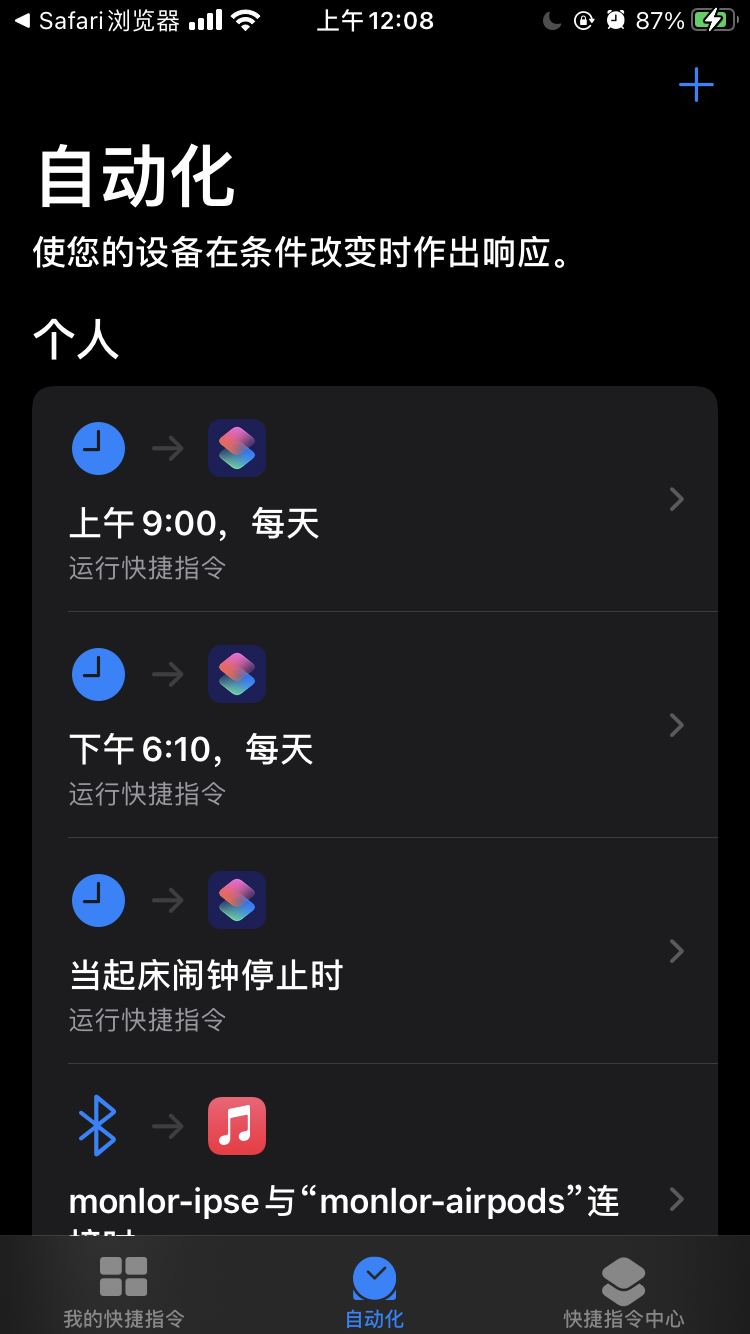 Safari浏览器
上午12:08
87%
自动化
使您的设备在条件改变时作出响应。
个人
上午 9:00，每天
运行快捷指令
下午 6:10，每天
运行快捷指令
当起床闹钟停止时
运行快捷指令
monlor-ipse与“monlor-airpods”连
我的快捷指令
自动化
快捷指令中心